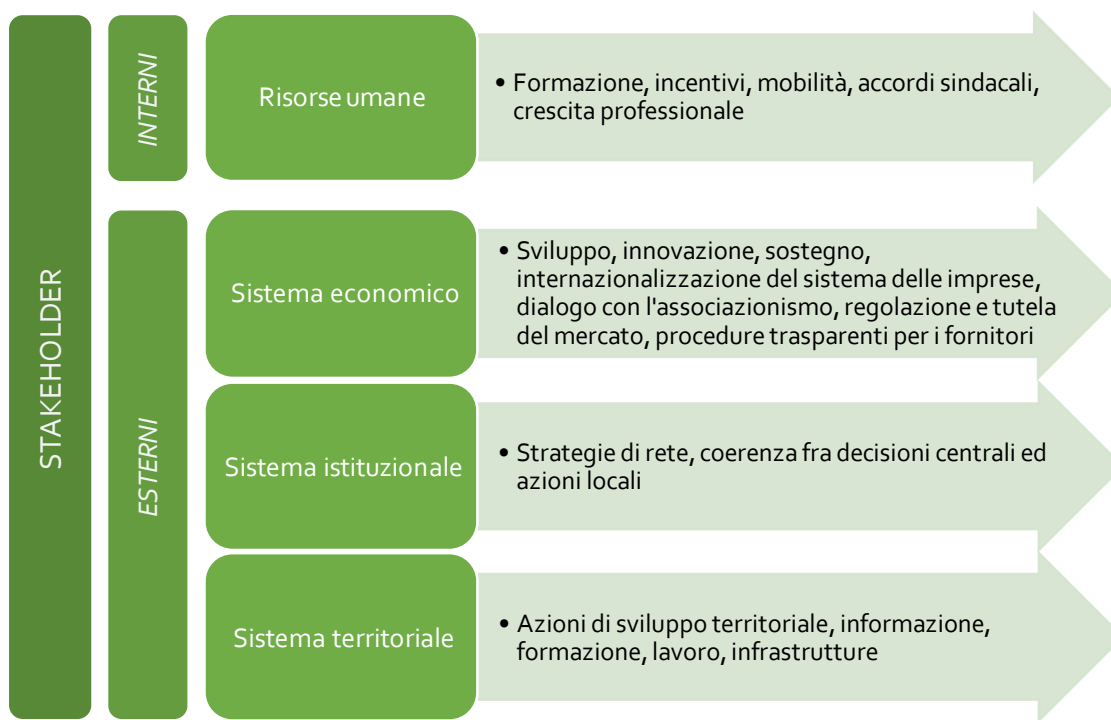 STAKEHOLDER
INTERNI
Risorse umane
• Formazione, incentivi, mobilità, accordi sindacali,
crescita professionale
ESTERNI
Sistema economico
• Sviluppo, innovazione, sostegno,
internazionalizzazione del sistema delle imprese,
dialogo con l'associazionismo, regolazione e tutela
del mercato, procedure trasparenti per i fornitori
Sistema istituzionale
• Strategie di rete, coerenza fra decisioni centrali ed
azioni locali
Sistema territoriale
• Azioni di sviluppo territoriale, informazione,
formazione, lavoro, infrastrutture